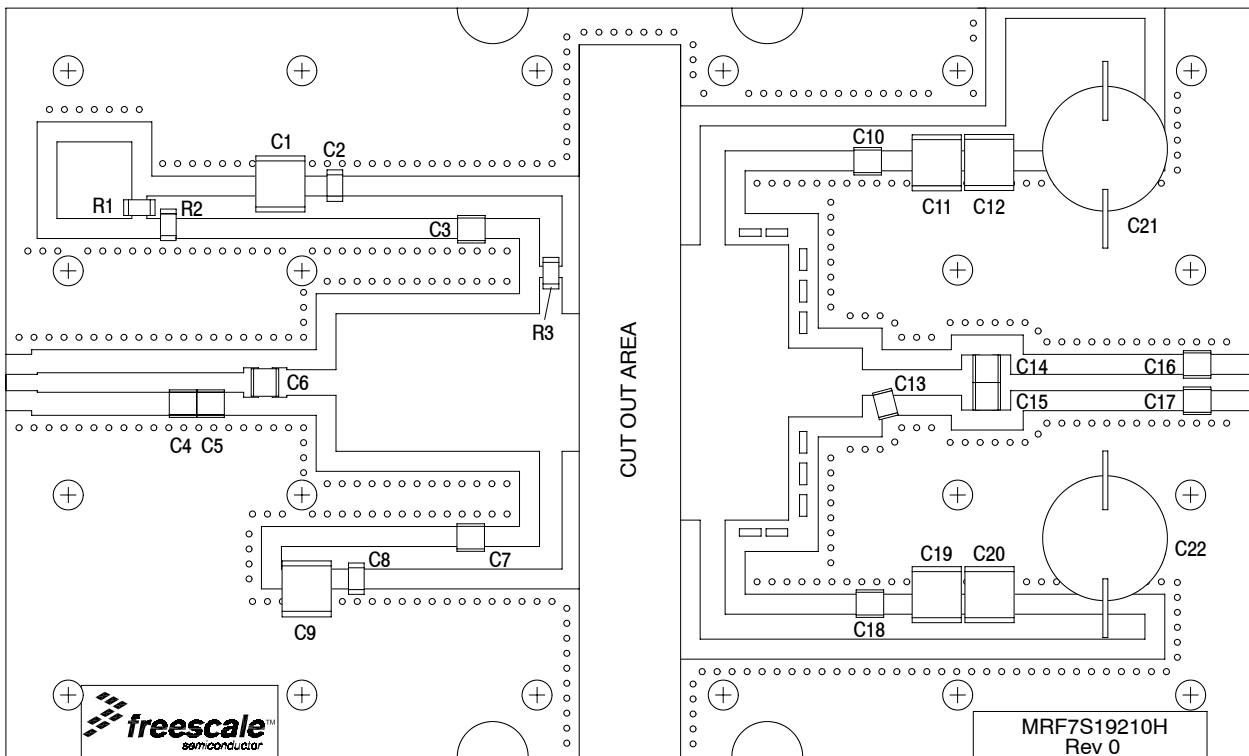 C1
C2
C10
R1
R2
C3
C11
C12
C21
R3
CUT OUT AREA
C6
C13
C14
C16
C15
C17
C4
C5
C8
C7
C19
C20
C22
C9
C18
freescale™
semiconductor
MRF7S19210H
Rev 0